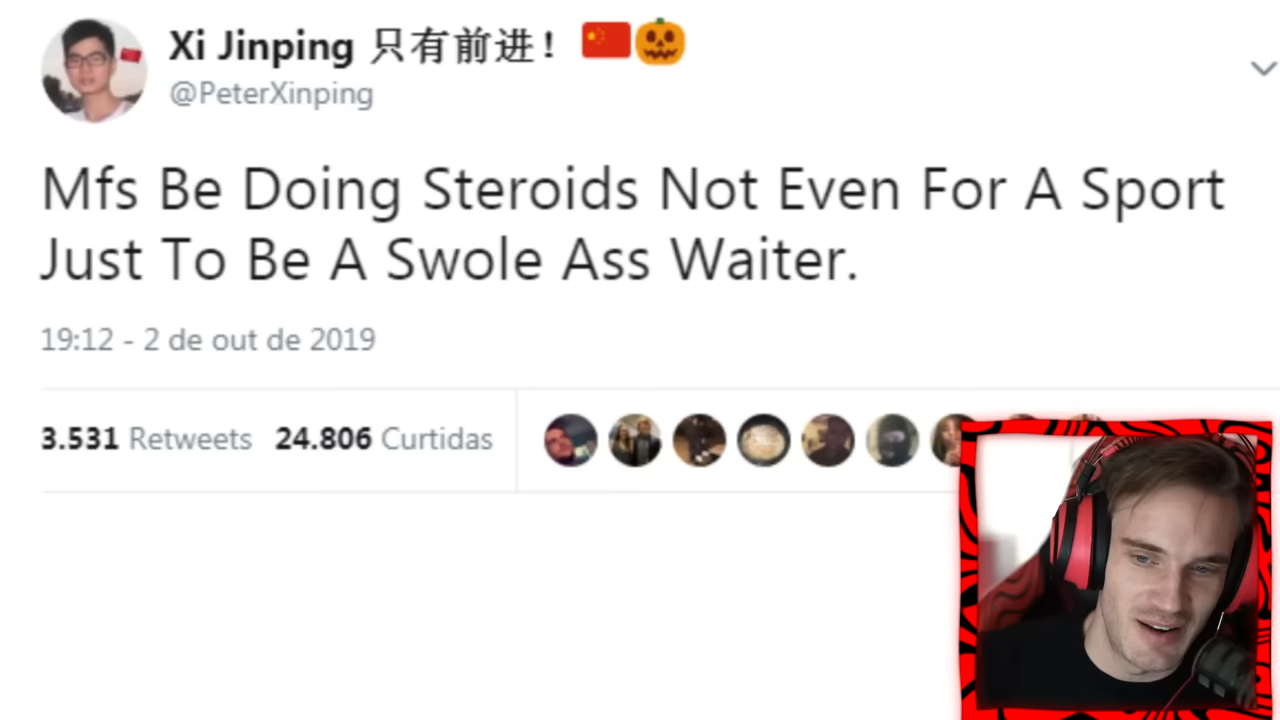 Xi Jinping 只有前进！
@PeterXinping
Mfs Be Doing Steroids Not Even For A Sport
Just To Be A Swole Ass Waiter.
19:12 - 2 de out de 2019
3.531 Retweets 24.806 Curtidas